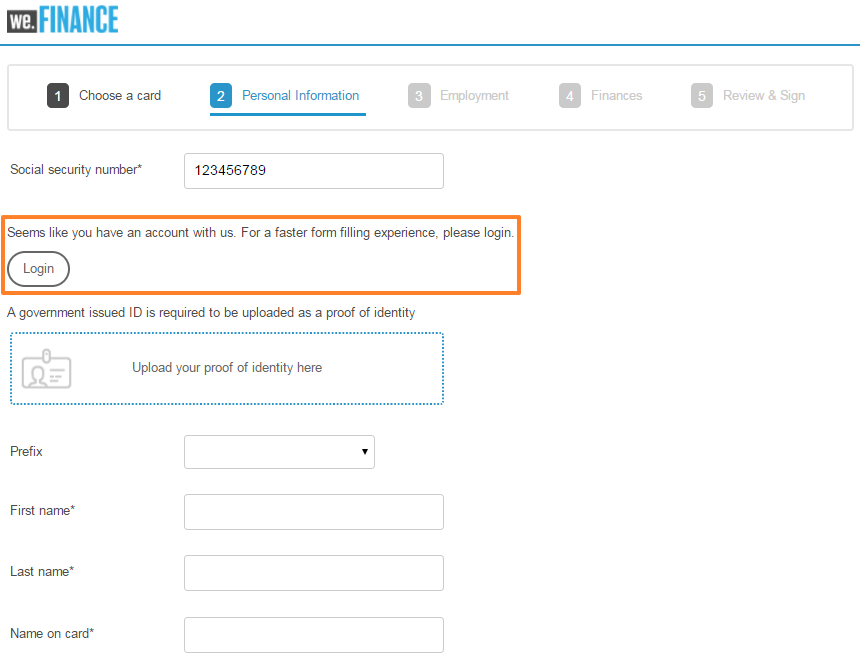 we.FINANCE
1 Choose a card 2 Personal Information 3 Employment 4 Finances 5 Review & Sign
Social security number* 123456789
Seems like you have an account with us. For a faster form filling experience, please login.
Login
A government issued ID is required to be uploaded as a proof of identity
Upload your proof of identity here
Prefix
First name*
Last name*
Name on card*